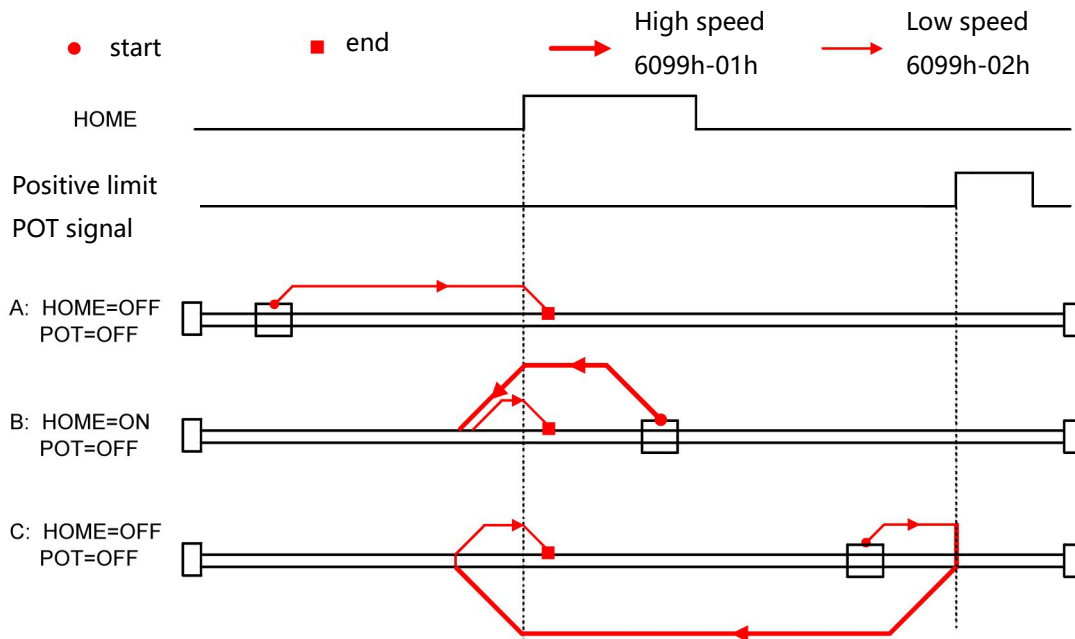 start
end
High speed
6099h-01h
Low speed
6099h-02h
HOME
Positive limit
POT signal
A: HOME=OFF
POT=OFF
B: HOME=ON
POT=OFF
C: HOME=OFF
POT=OFF